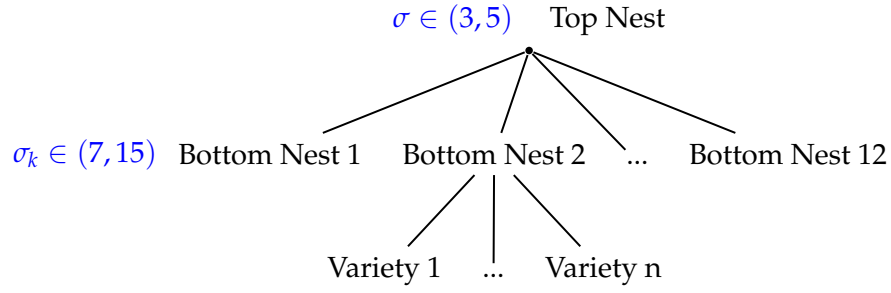 σ ∈ (3, 5) Top Nest
σ_k ∈ (7, 15) Bottom Nest 1 Bottom Nest 2 ... Bottom Nest 12
Variety 1 ... Variety n